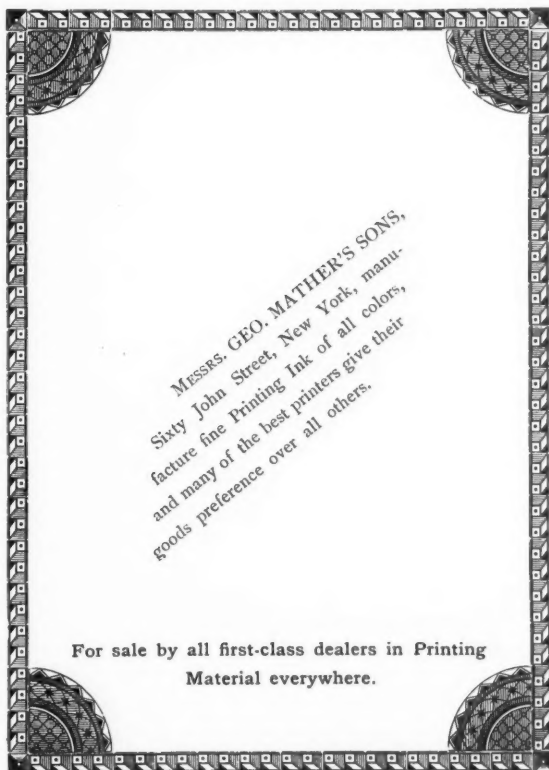 MESSRS. GEO. MATHER'S SONS,
Sixty John Street, New York, manu-
facture fine Printing Ink of all colors,
and many of the best printers give their
goods preference over all others.
For sale by all first-class dealers in Printing
Material everywhere.